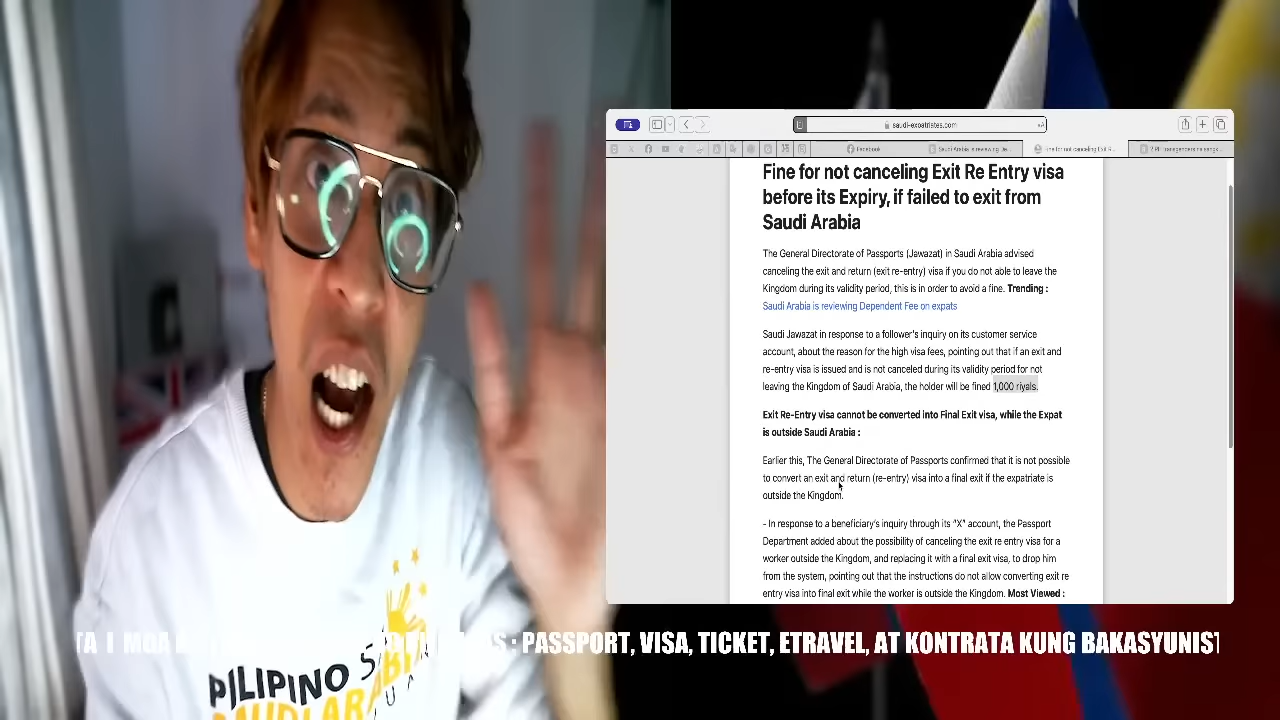 saudi-expatriates.com
Facebook
Saudi Arabia is reviewing De...
Fine for not canceling Exit R...
Fine for not canceling Exit Re Entry visa
before its Expiry, if failed to exit from
Saudi Arabia
The General Directorate of Passports (Jawazat) in Saudi Arabia advised
canceling the exit and return (exit re-entry) visa if you do not able to leave the
Kingdom during its validity period, this is in order to avoid a fine. Trending :
Saudi Arabia is reviewing Dependent Fee on expats
Saudi Jawazat in response to a follower's inquiry on its customer service
account, about the reason for the high visa fees, pointing out that if an exit and
re-entry visa is issued and is not canceled during its validity period for not
leaving the Kingdom of Saudi Arabia, the holder will be fined 1,000 riyals.
Exit Re-Entry visa cannot be converted into Final Exit visa, while the Expat
is outside Saudi Arabia :
Earlier this, The General Directorate of Passports confirmed that it is not possible
to convert an exit and return (re-entry) visa into a final exit if the expatriate is
outside the Kingdom.
- In response to a beneficiary's inquiry through its "X" account, the Passport
Department added about the possibility of canceling the exit re entry visa for a
worker outside the Kingdom, and replacing it with a final exit visa, to drop him
from the system, pointing out that the instructions do not allow converting exit re
entry visa into final exit while the worker is outside the Kingdom. Most Viewed :
MGA : PASSPORT, VISA, TICKET, ETRAVEL, AT KONTRATA KUNG BAKASYUNIST
PILIPINO SA
SAUDI ARABIA